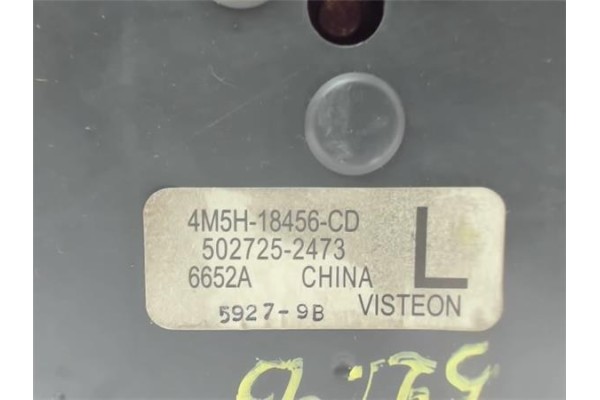 4M5H-18456-CD
502725-2473 L
6652A CHINA
5927-9B VISTEON